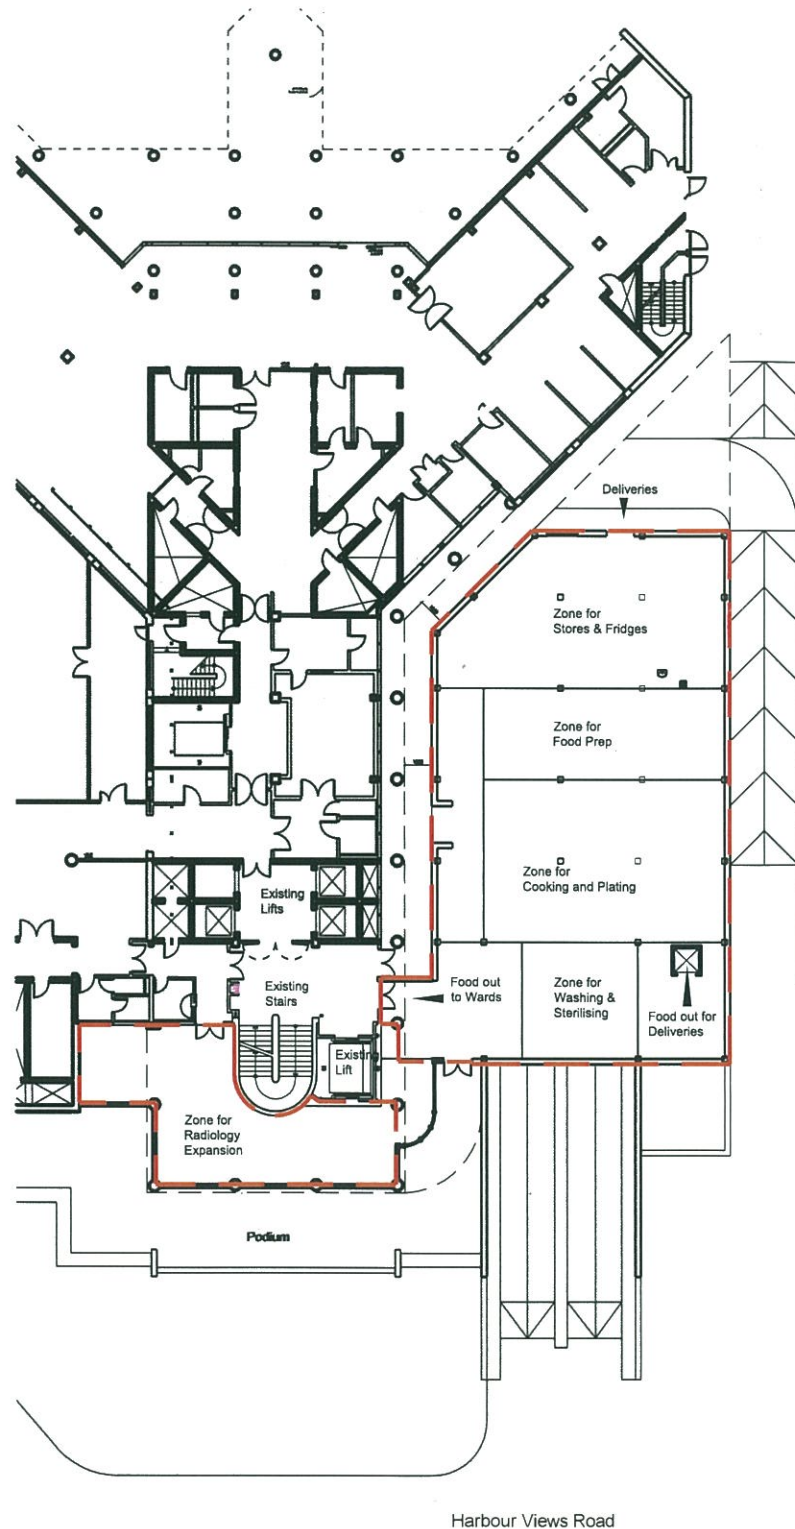 Deliveries
Zone for
Stores & Fridges
Zone for
Food Prep
Zone for
Cooking and Plating
Existing
Lifts
Existing
Stairs
Food out
to Wards
Zone for
Washing &
Sterilising
Food out for
Deliveries
Existing
Lift
Zone for
Radiology
Expansion
Podium
Harbour Views Road